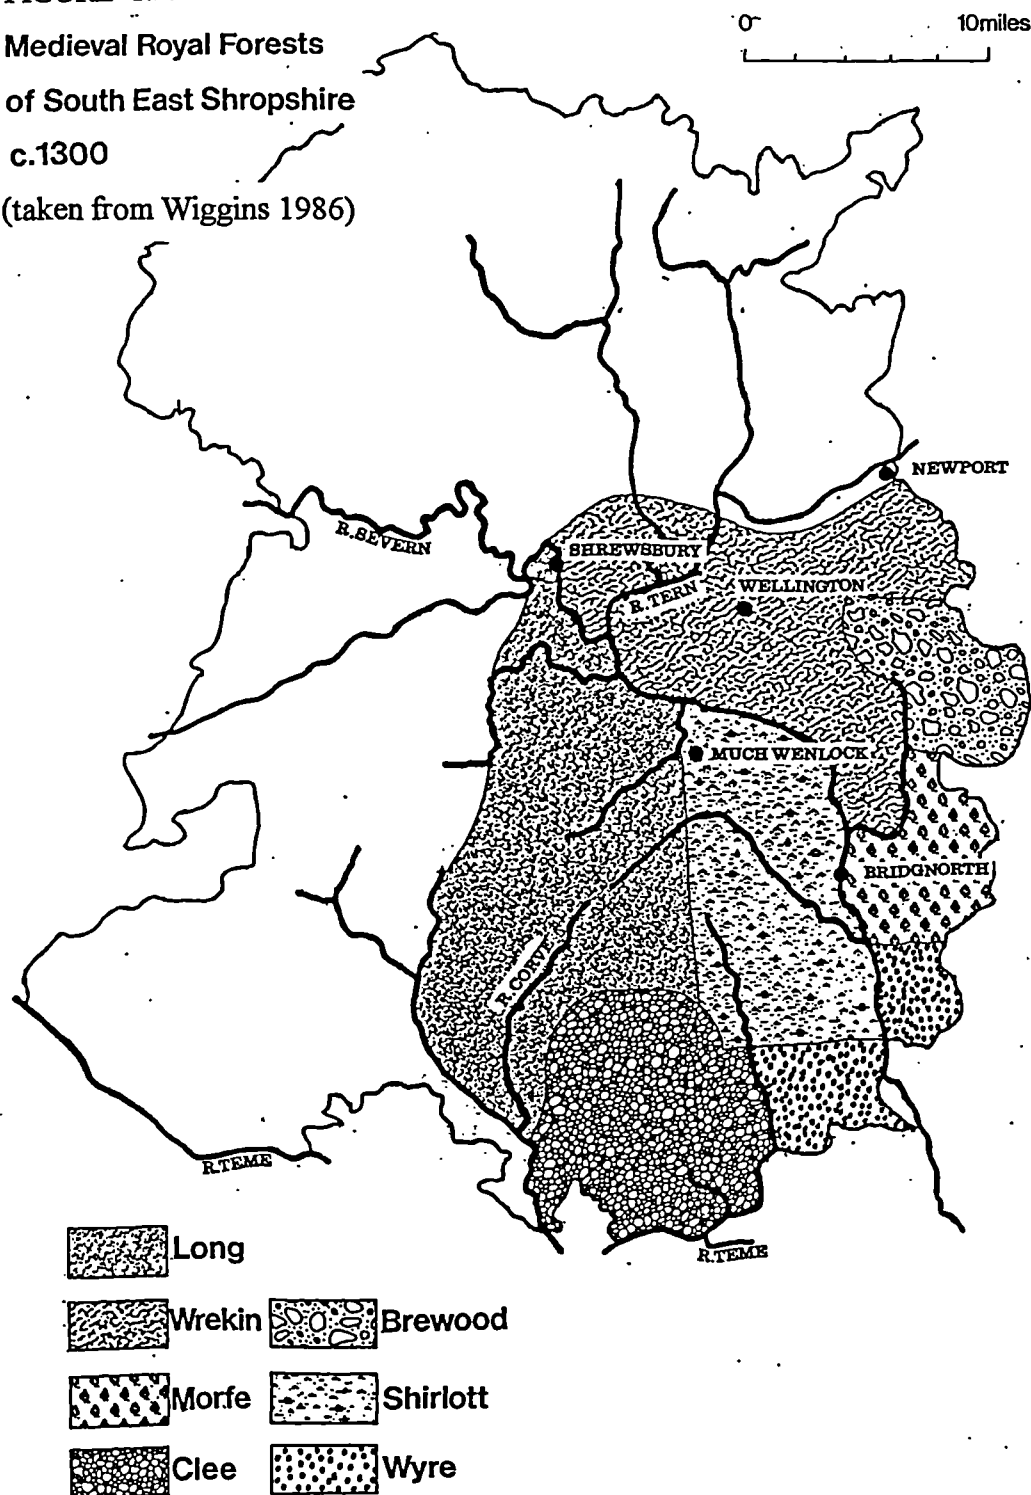 Medieval Royal Forests
of South East Shropshire
c.1300
(taken from Wiggins 1986)
0
10miles
NEWPORT
R.SEVERN
SHREWSBURY
R.TERN
WELLINGTON
MUCH WENLOCK
BRIDGNORTH
R.CORVE
R.TEME
R.TEME
Long
Wrekin
Brewood
Morfe
Shirlott
Clee
Wyre